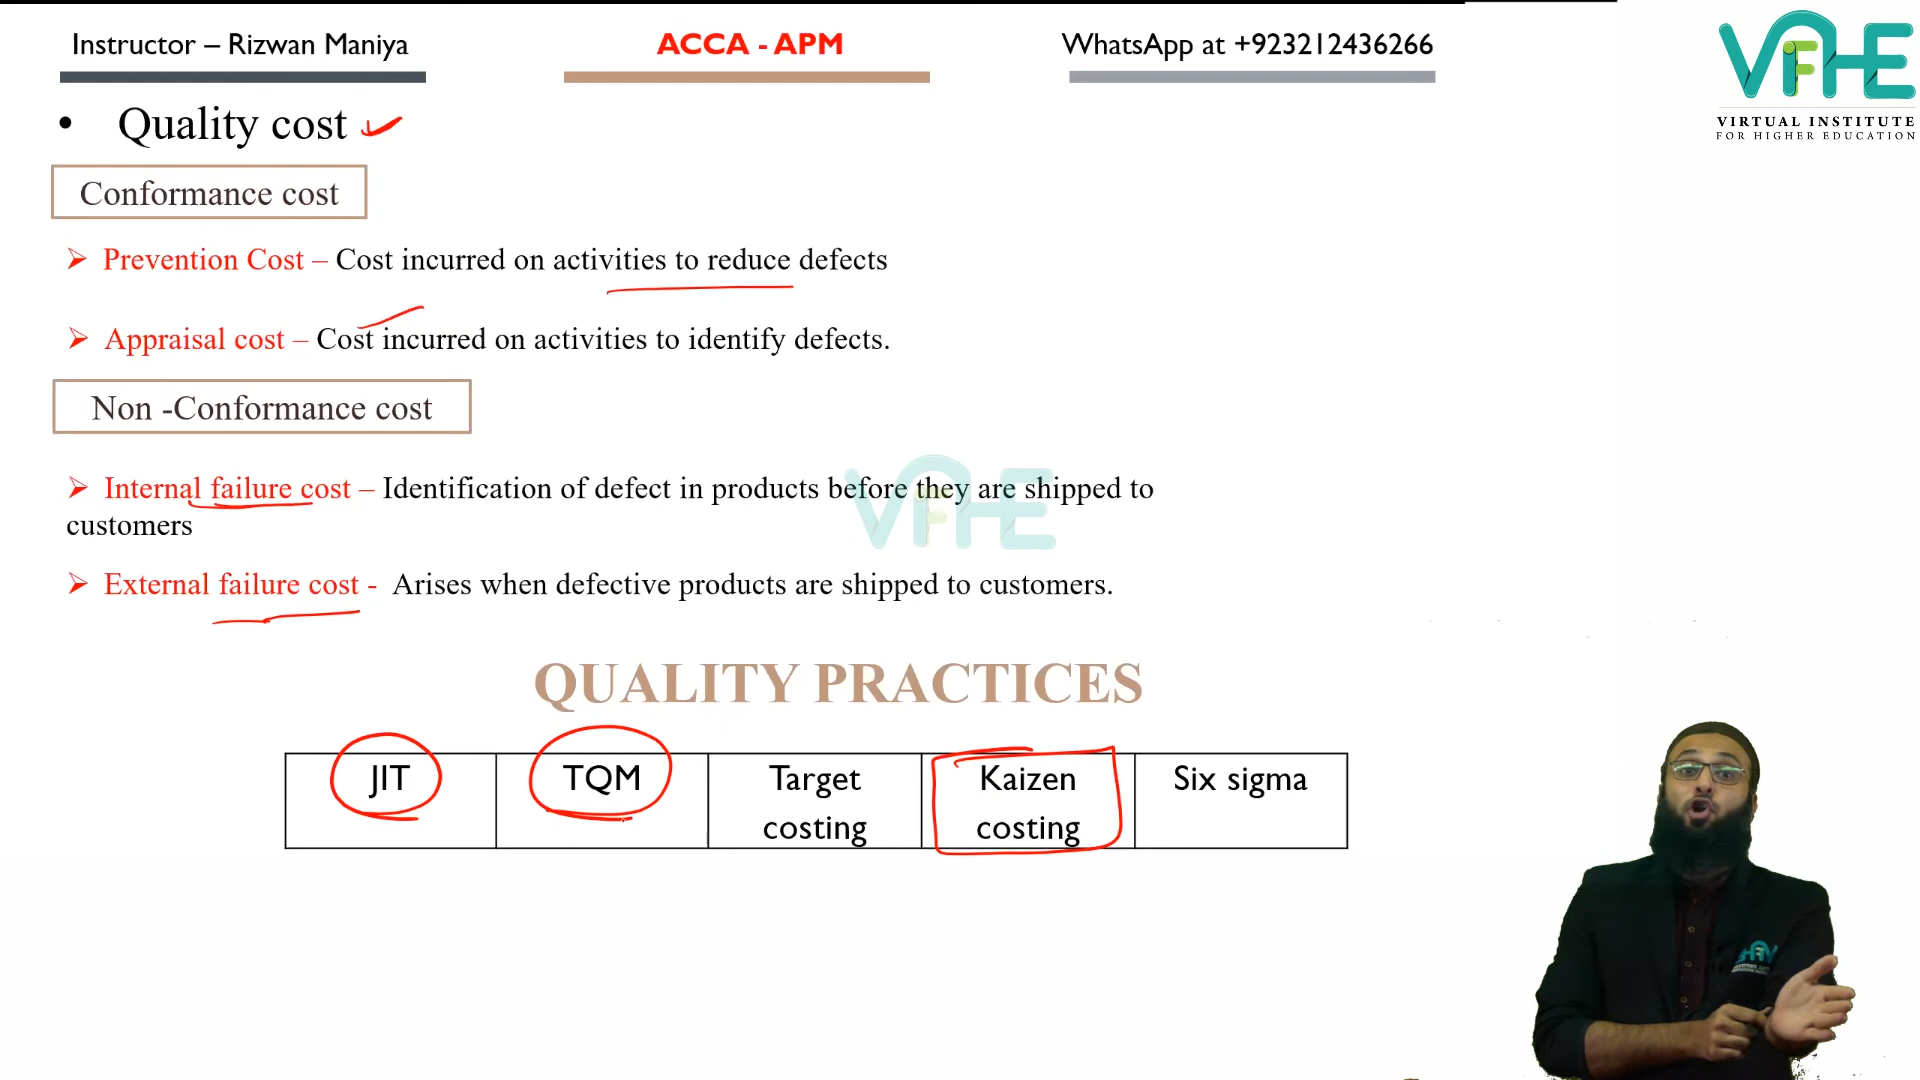 Instructor – Rizwan Maniya
ACCA - APM
WhatsApp at +923212436266
VIFHE
VIRTUAL INSTITUTE
FOR HIGHER EDUCATION
• Quality cost
Conformance cost
➢ Prevention Cost – Cost incurred on activities to reduce defects
➢ Appraisal cost – Cost incurred on activities to identify defects.
Non -Conformance cost
➢ Internal failure cost – Identification of defect in products before they are shipped to
customers
➢ External failure cost - Arises when defective products are shipped to customers.
QUALITY PRACTICES
JIT
TQM
Target
costing
Kaizen
costing
Six sigma